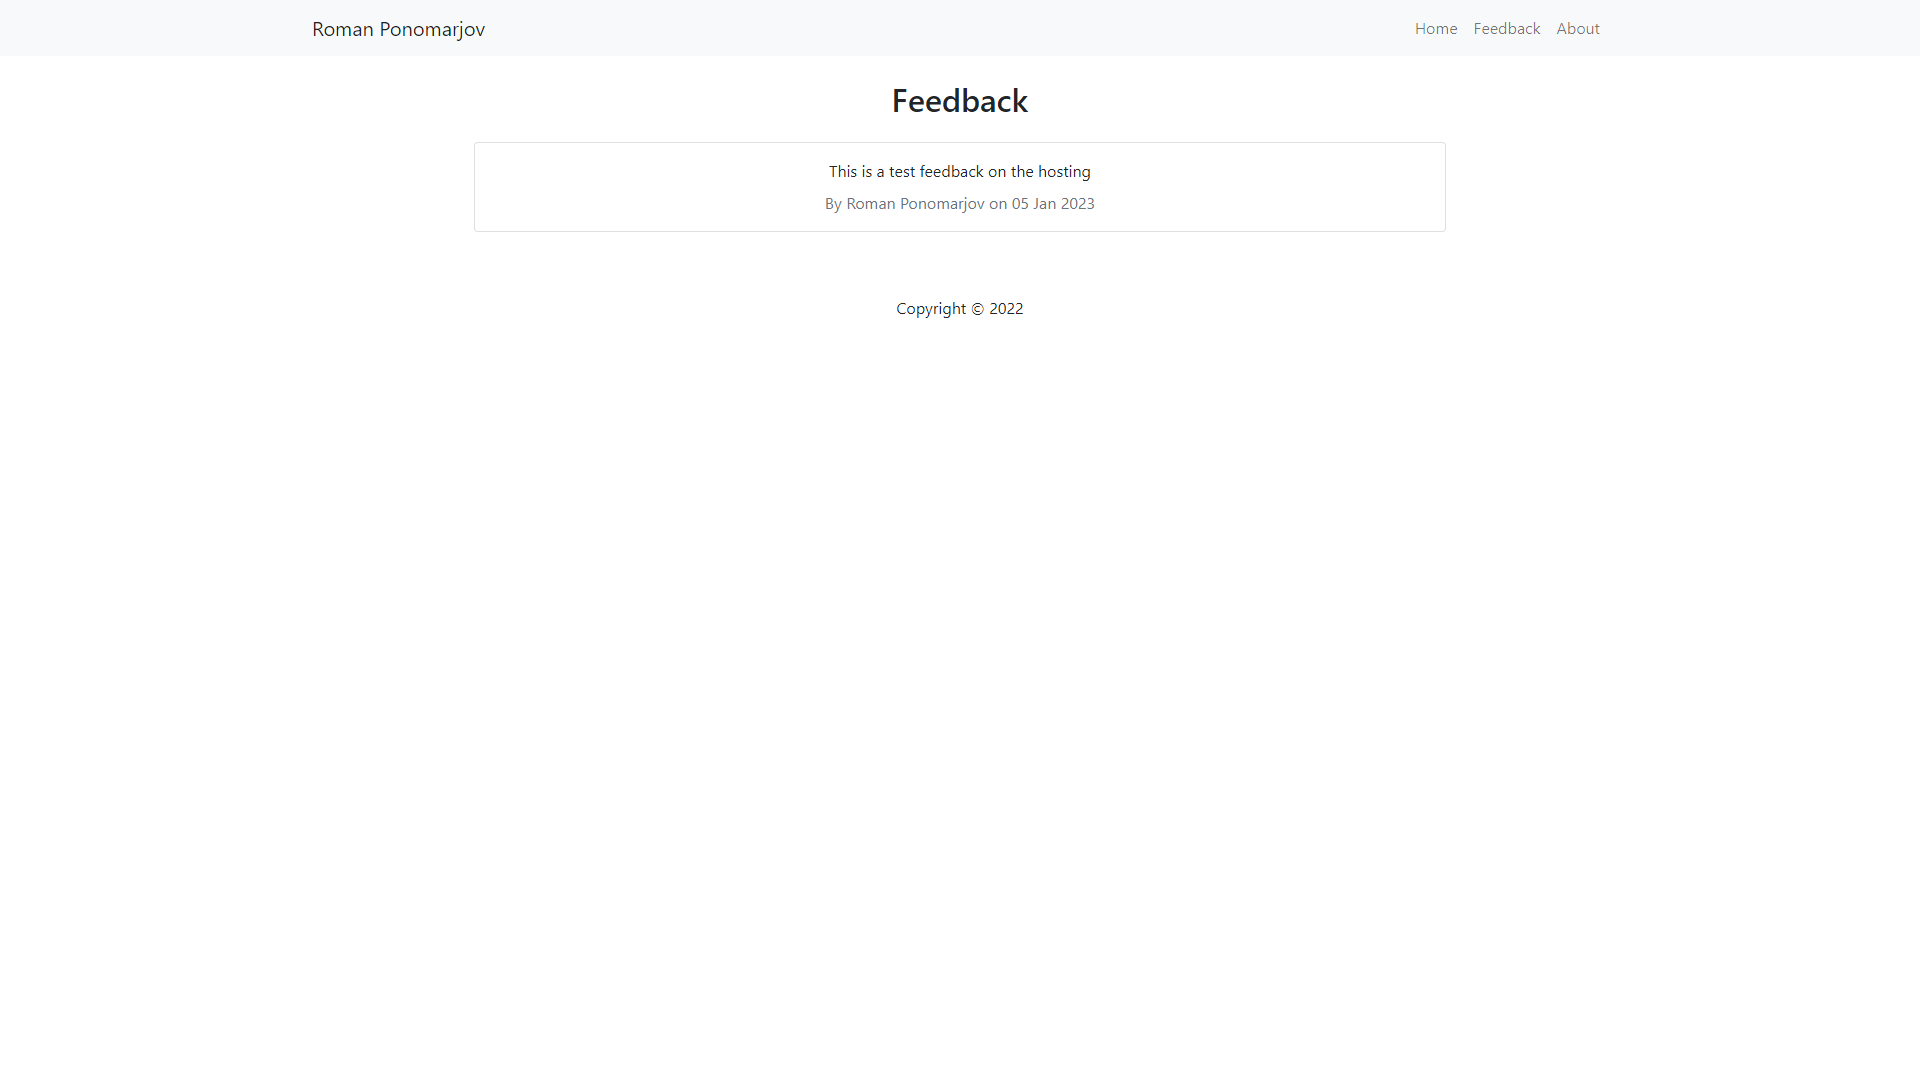 Roman Ponomarjov
Home Feedback About
Feedback
This is a test feedback on the hosting
By Roman Ponomarjov on 05 Jan 2023
Copyright © 2022